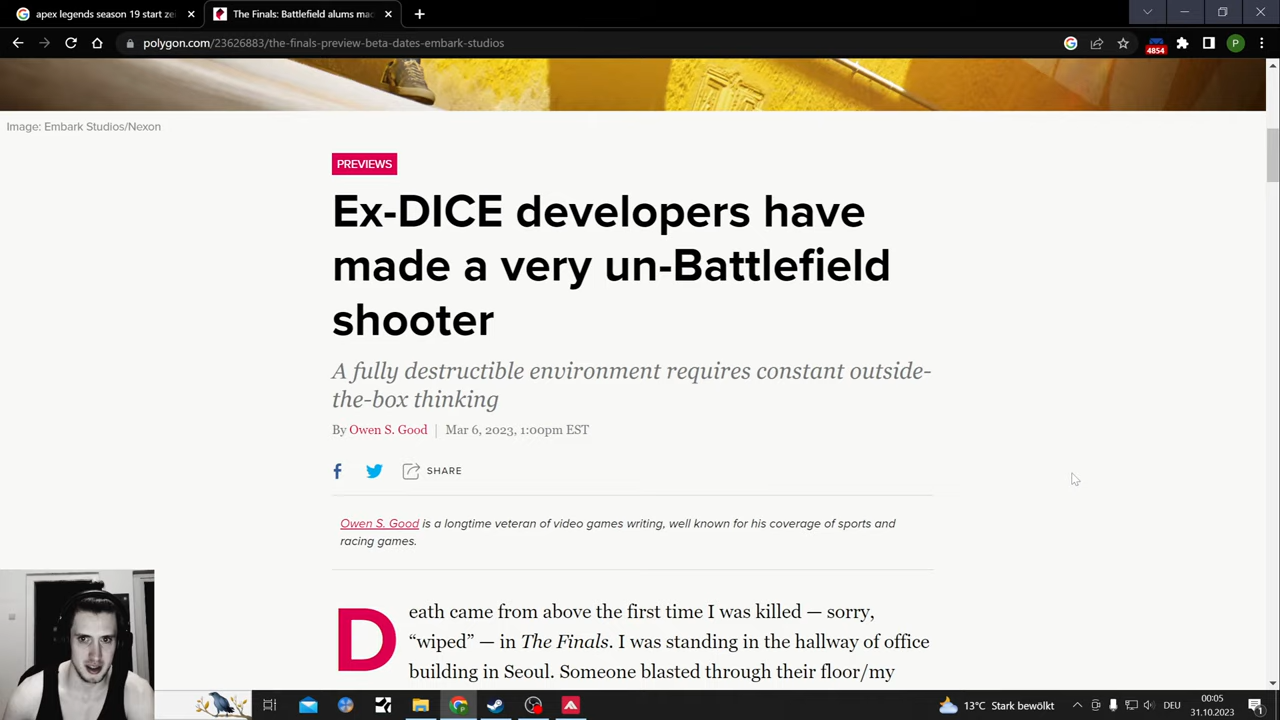 apex legends season 19 start zei
The Finals: Battlefield alums mac
polygon.com/23626883/the-finals-preview-beta-dates-embark-studios
4854
P
Image: Embark Studios/Nexon
PREVIEWS
Ex-DICE developers have
made a very un-Battlefield
shooter
A fully destructible environment requires constant outside-
the-box thinking
By Owen S. Good | Mar 6, 2023, 1:00pm EST
SHARE
Owen S. Good is a longtime veteran of video games writing, well known for his coverage of sports and
racing games.
Death came from above the first time I was killed — sorry,
“wiped” — in The Finals. I was standing in the hallway of office
building in Seoul. Someone blasted through their floor/my
13°C Stark bewölkt
DEU
00:05
31.10.2023
1